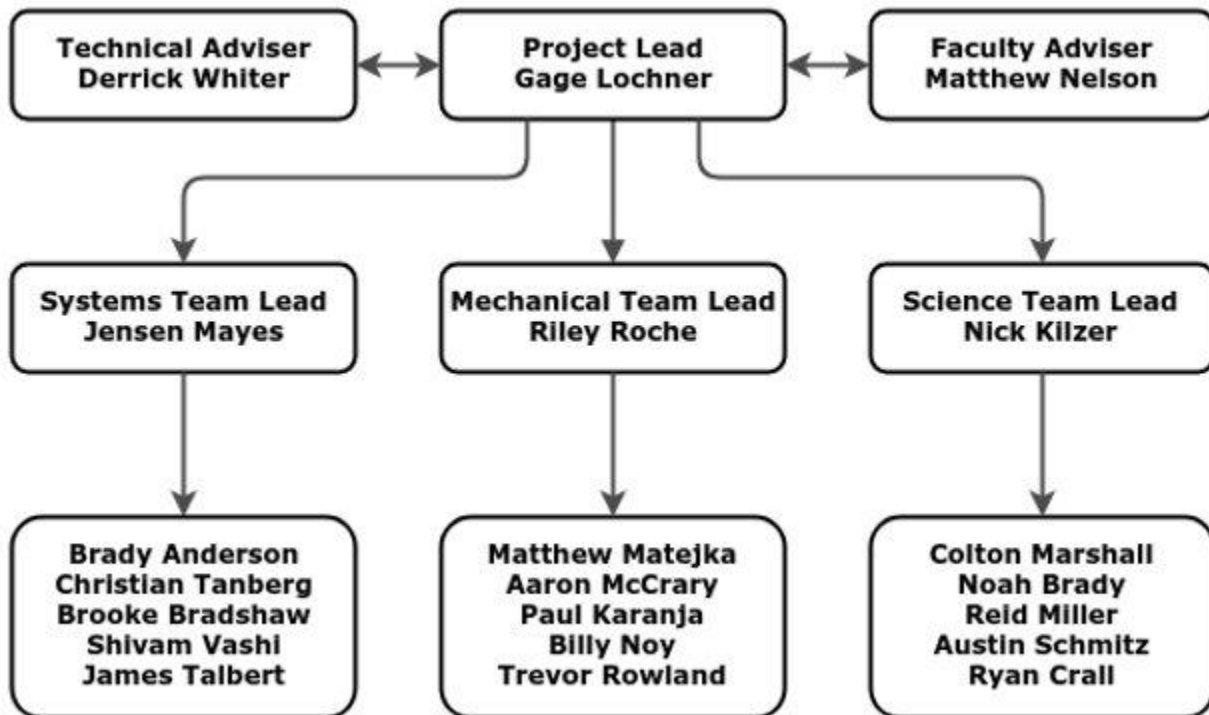 Technical Adviser
Derrick Whiter
Project Lead
Gage Lochner
Faculty Adviser
Matthew Nelson
Systems Team Lead
Jensen Mayes
Mechanical Team Lead
Riley Roche
Science Team Lead
Nick Kilzer
Brady Anderson
Christian Tanberg
Brooke Bradshaw
Shivam Vashi
James Talbert
Matthew Matejka
Aaron McCrary
Paul Karanja
Billy Noy
Trevor Rowland
Colton Marshall
Noah Brady
Reid Miller
Austin Schmitz
Ryan Crall